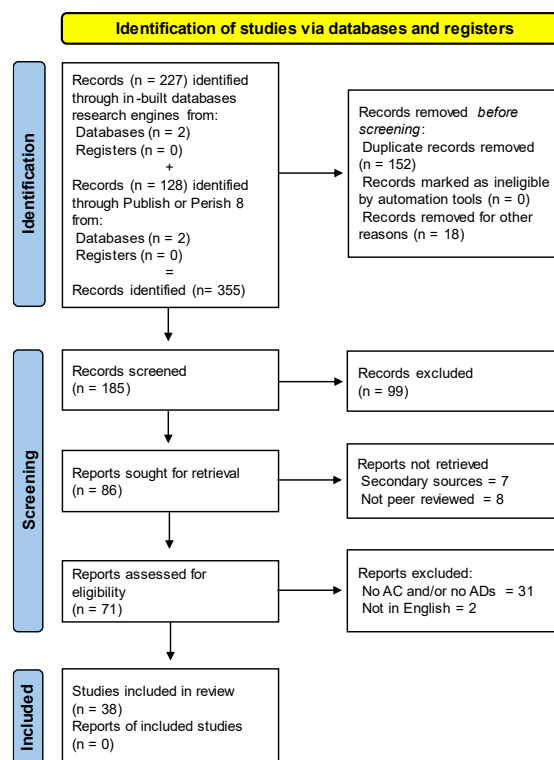 Identification of studies via databases and registers
Identification
Records (n = 227) identified
through in-built databases
research engines from:
Databases (n = 2)
Registers (n = 0)
+
Records (n = 128) identified
through Publish or Perish 8
from:
Databases (n = 2)
Registers (n = 0)
=
Records identified (n= 355)
Records removed before
screening:
Duplicate records removed
(n = 152)
Records marked as ineligible
by automation tools (n = 0)
Records removed for other
reasons (n = 18)
Screening
Records screened
(n = 185)
Records excluded
(n = 99)
Reports sought for retrieval
(n = 86)
Reports not retrieved
Secondary sources = 7
Not peer reviewed = 8
Reports assessed for
eligibility
(n = 71)
Reports excluded:
No AC and/or no ADs = 31
Not in English = 2
Included
Studies included in review
(n = 38)
Reports of included studies
(n = 0)